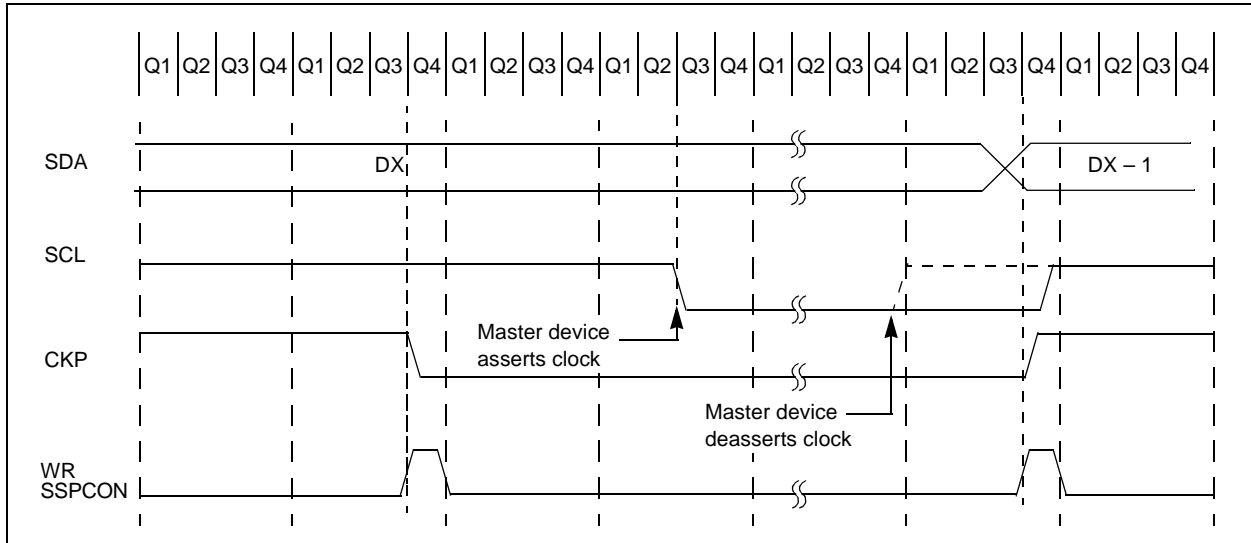 Q1 Q2 Q3 Q4 Q1 Q2 Q3 Q4 Q1 Q2 Q3 Q4 Q1 Q2 Q3 Q4 Q1 Q2 Q3 Q4 Q1 Q2 Q3 Q4 Q1 Q2 Q3 Q4
SDA
DX
DX – 1
SCL
Master device
asserts clock
CKP
Master device
deasserts clock
WR
SSPCON